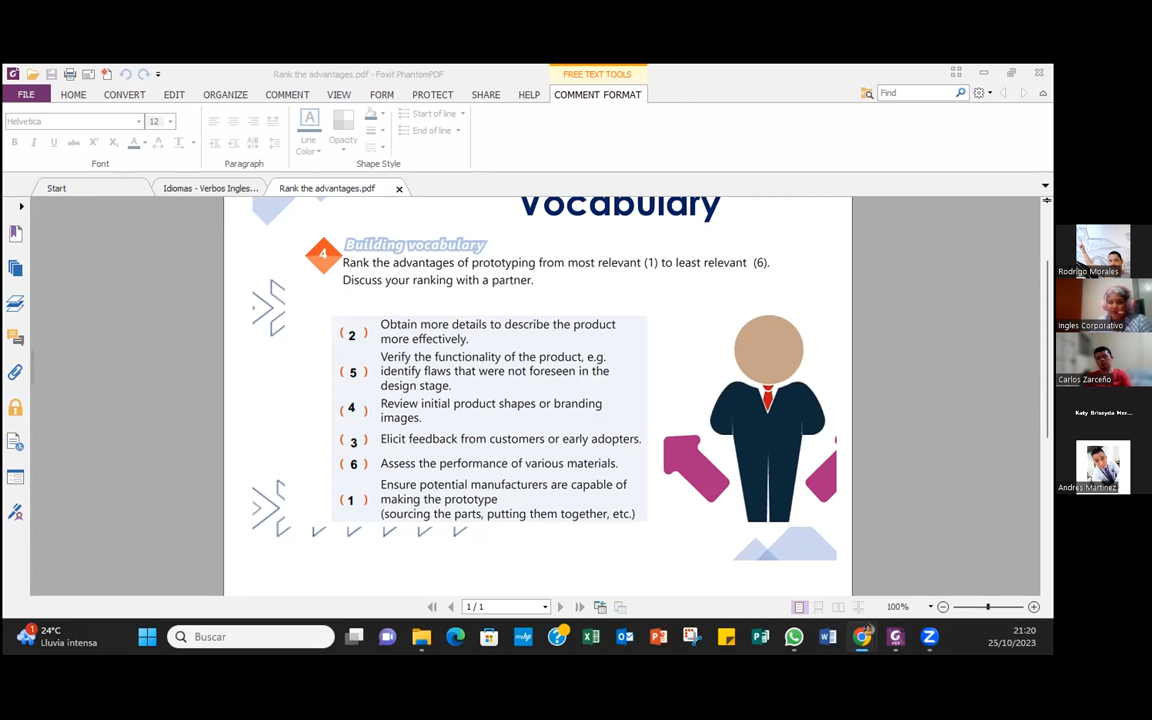 Rank the advantages.pdf - Foxit PhantomPDF
FREE TEXT TOOLS
FILE HOME CONVERT EDIT ORGANIZE COMMENT VIEW FORM PROTECT SHARE HELP COMMENT FORMAT
Find
Helvetica 12
Start of line
End of line
Line Color
Opacity
Font Paragraph Shape Style
Start Idiomas - Verbos Ingles... Rank the advantages.pdf
Vocabulary
4 Building vocabulary
Rank the advantages of prototyping from most relevant (1) to least relevant (6).
Discuss your ranking with a partner.
( 2 ) Obtain more details to describe the product
more effectively.
Verify the functionality of the product, e.g.
( 5 ) identify flaws that were not foreseen in the
design stage.
( 4 ) Review initial product shapes or branding
images.
( 3 ) Elicit feedback from customers or early adopters.
( 6 ) Assess the performance of various materials.
Ensure potential manufacturers are capable of
( 1 ) making the prototype
(sourcing the parts, putting them together, etc.)
Rodrigo Morales
Ingles Corporativo
Carlos Zarceño
Katy Briseyda Mer...
Andres Martinez
1 / 1
100%
1
24°C
Lluvia intensa
Buscar
21:20
25/10/2023